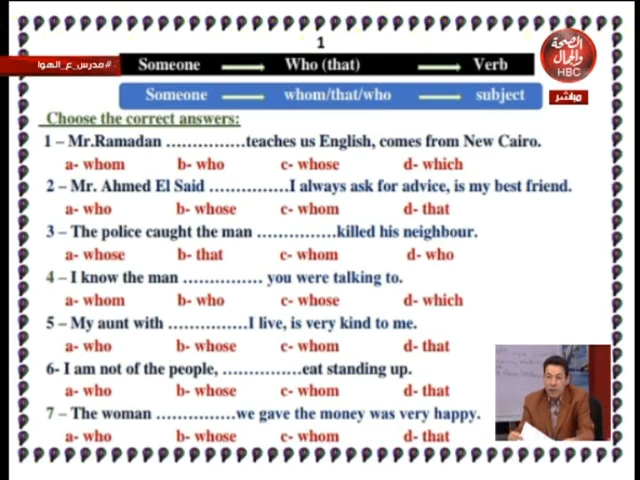 1
#مدرس_ع_الهوا
Someone Who (that) Verb
الصحة
والجمال
HBC
مباشر
Someone whom/that/who subject
Choose the correct answers:
1 – Mr.Ramadan ……………teaches us English, comes from New Cairo.
a- whom b- who c- whose d- which
2 – Mr. Ahmed El Said ……………I always ask for advice, is my best friend.
a- who b- whose c- whom d- that
3 – The police caught the man ……………killed his neighbour.
a- whose b- that c- whom d- who
4 – I know the man …………… you were talking to.
a- whom b- who c- whose d- which
5 – My aunt with ……………I live, is very kind to me.
a- who b- whose c- whom d- that
6- I am not of the people, ……………eat standing up.
a- who b- whose c- whom d- that
7 – The woman ……………we gave the money was very happy.
a- who b- whose c- whom d- that